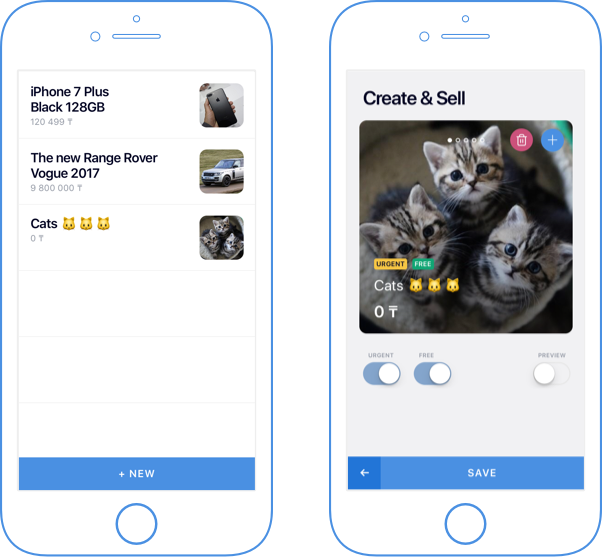 iPhone 7 Plus
Black 128GB
120 499 ₸
The new Range Rover
Vogue 2017
9 800 000 ₸
Cats 🐱 🐱 🐱
0 ₸
+ NEW
Create & Sell
URGENT FREE
Cats 🐱 🐱 🐱
0 ₸
URGENT FREE PREVIEW
← SAVE